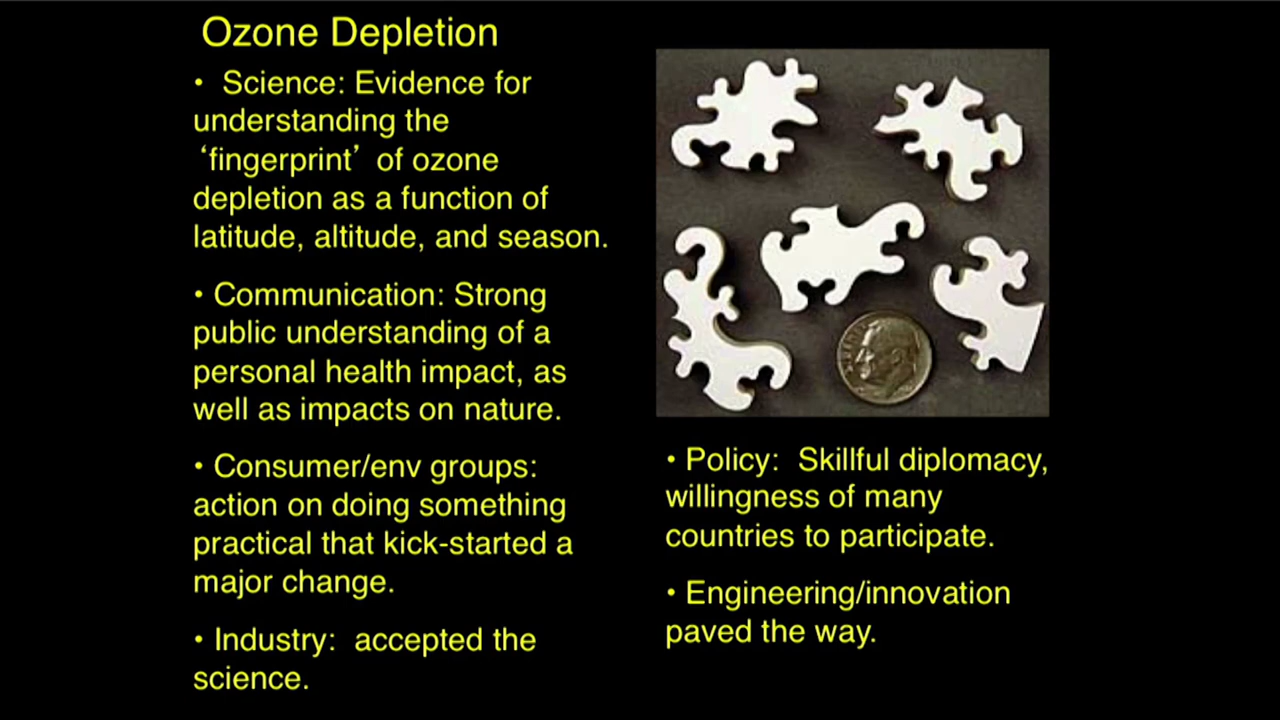 Ozone Depletion
• Science: Evidence for
understanding the
‘fingerprint’ of ozone
depletion as a function of
latitude, altitude, and season.
• Communication: Strong
public understanding of a
personal health impact, as
well as impacts on nature.
• Consumer/env groups:
action on doing something
practical that kick-started a
major change.
• Industry: accepted the
science.
• Policy: Skillful diplomacy,
willingness of many
countries to participate.
• Engineering/innovation
paved the way.